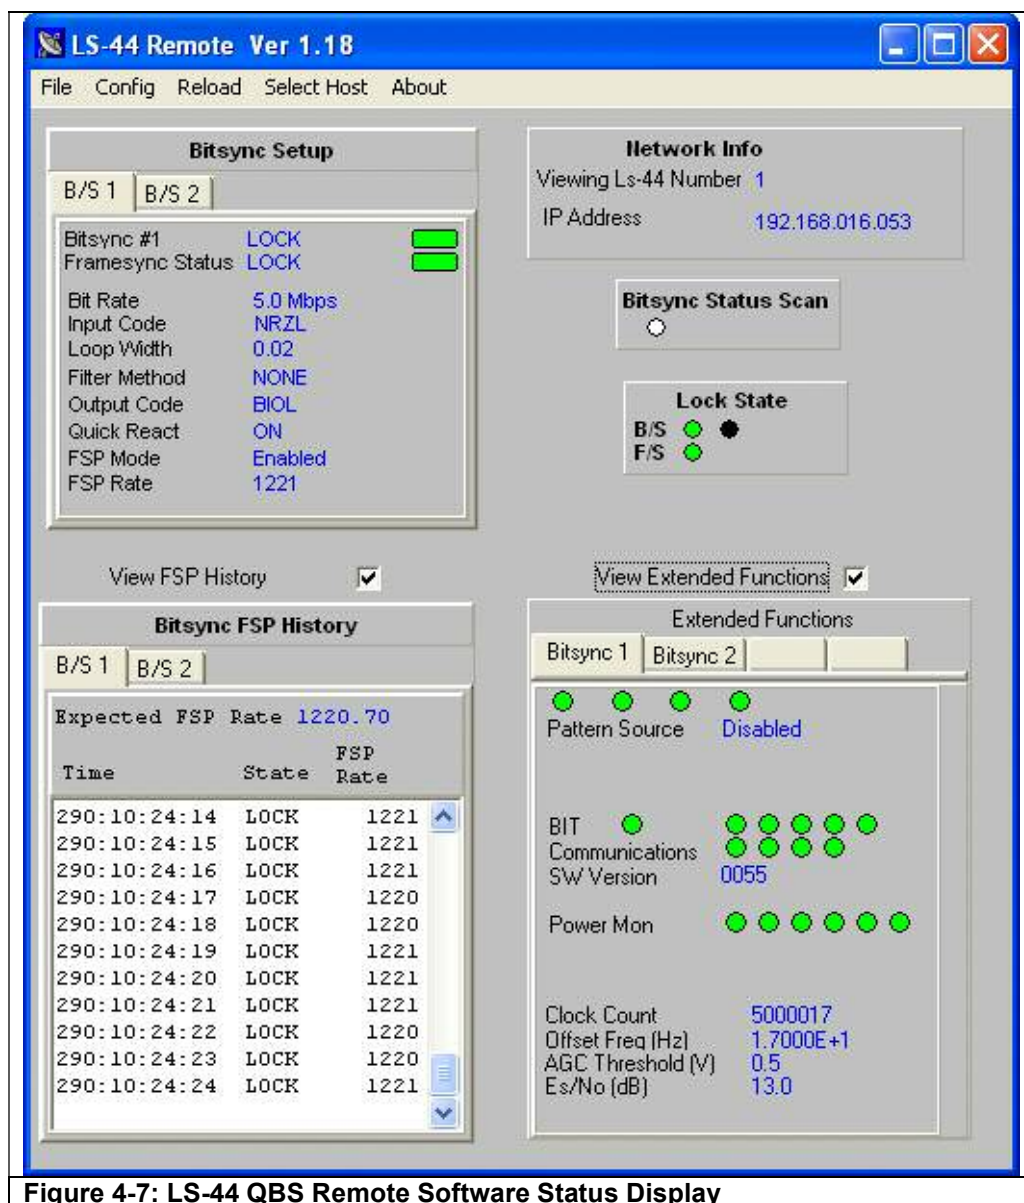 LS-44 Remote Ver 1.18
File Config Reload Select Host About
Bitsync Setup
B/S 1 B/S 2
Bitsync #1 LOCK
Framesync Status LOCK
Bit Rate 5.0 Mbps
Input Code NRZL
Loop Width 0.02
Filter Method NONE
Output Code BIOL
Quick React ON
FSP Mode Enabled
FSP Rate 1221
Network Info
Viewing Ls-44 Number 1
IP Address 192.168.016.053
Bitsync Status Scan
Lock State
B/S
F/S
View FSP History
View Extended Functions
Bitsync FSP History
B/S 1 B/S 2
Expected FSP Rate 1220.70
Time State FSP Rate
290:10:24:14 LOCK 1221
290:10:24:15 LOCK 1221
290:10:24:16 LOCK 1221
290:10:24:17 LOCK 1220
290:10:24:18 LOCK 1220
290:10:24:19 LOCK 1221
290:10:24:20 LOCK 1221
290:10:24:21 LOCK 1221
290:10:24:22 LOCK 1220
290:10:24:23 LOCK 1220
290:10:24:24 LOCK 1221
Extended Functions
Bitsync 1 Bitsync 2
Pattern Source Disabled
BIT
Communications
SW Version 0055
Power Mon
Clock Count 5000017
Offset Freq (Hz) 1.7000E+1
AGC Threshold (V) 0.5
Es/No (dB) 13.0
Figure 4-7: LS-44 QBS Remote Software Status Display